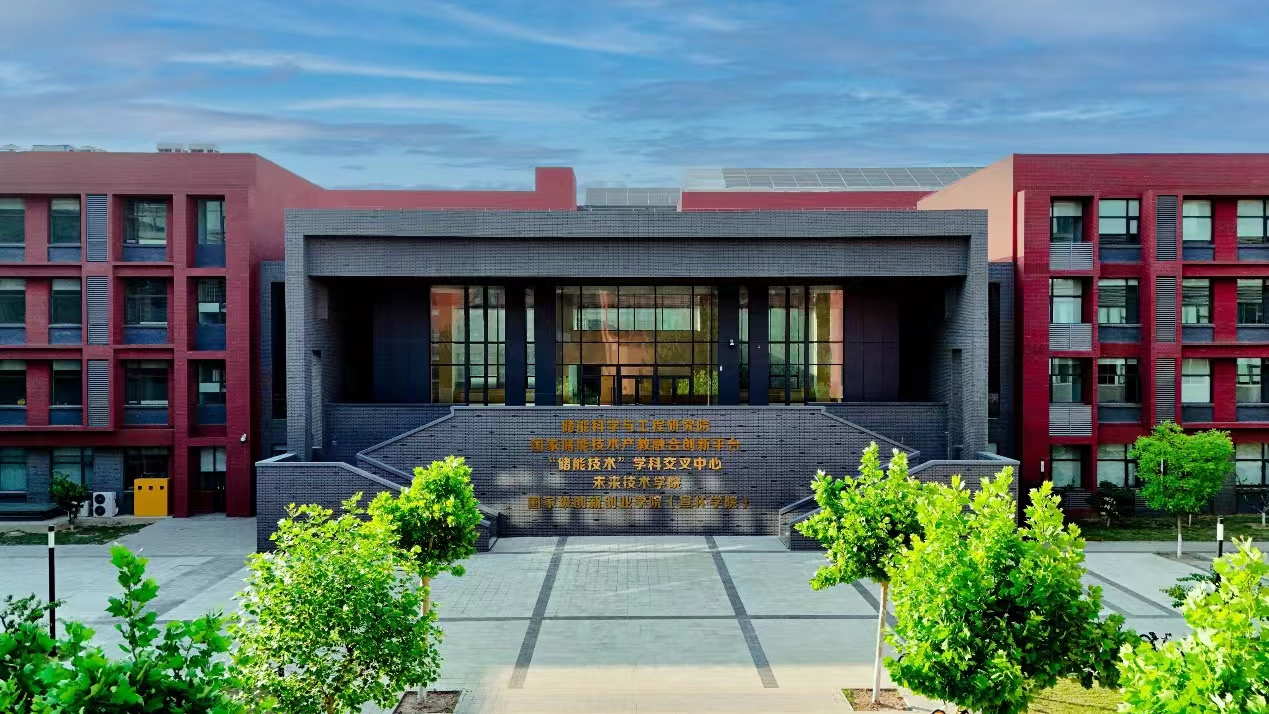 储能科学与工程研究院
国家储能技术产教融合创新平台
“储能技术”学科交叉中心
未来技术学院
国家级创新创业学院（宣怀学院）